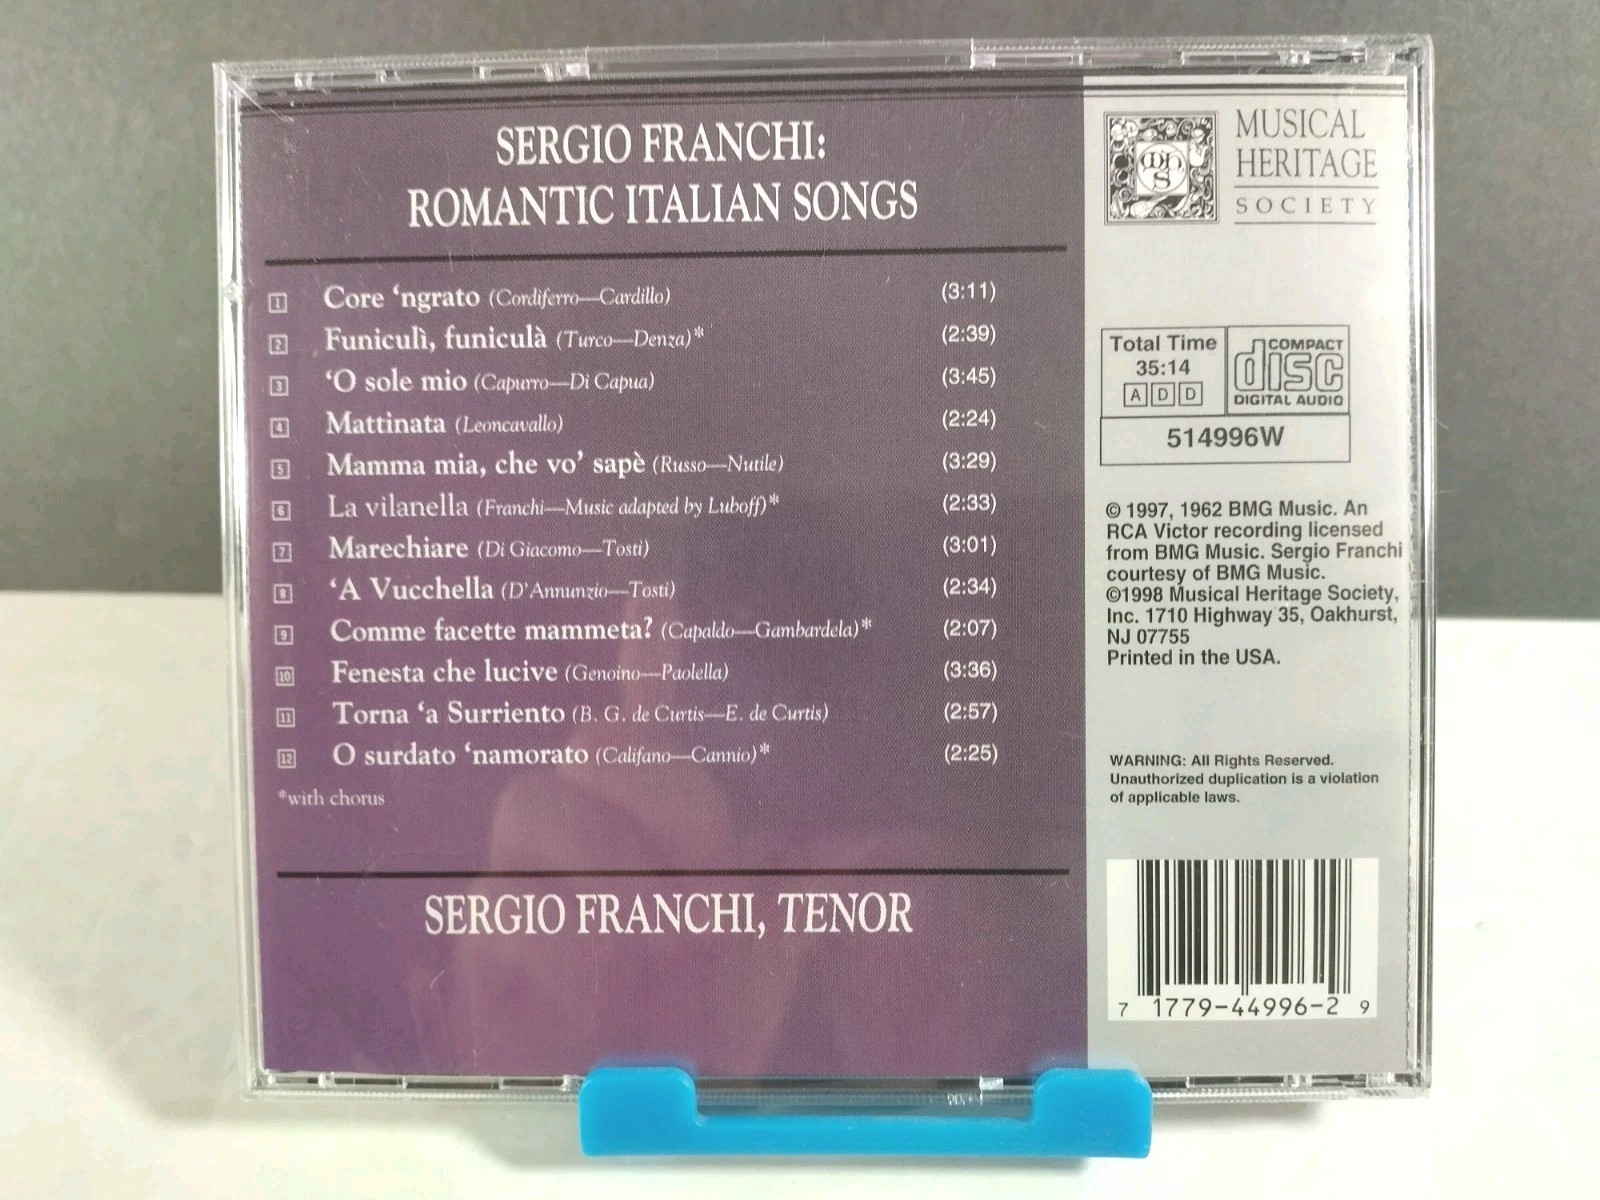 SERGIO FRANCHI:
ROMANTIC ITALIAN SONGS
1 Core ‘ngrato (Cordiferro—Cardillo) (3:11)
2 Funiculì, funiculà (Turco—Denza)* (2:39)
3 ‘O sole mio (Capurro—Di Capua) (3:45)
4 Mattinata (Leoncavallo) (2:24)
5 Mamma mia, che vo’ sapè (Russo—Nutile) (3:29)
6 La vilanella (Franchi—Music adapted by Luboff)* (2:33)
7 Marechiare (Di Giacomo—Tosti) (3:01)
8 ‘A Vucchella (D'Annunzio—Tosti) (2:34)
9 Comme facette mammeta? (Capaldo—Gambardela)* (2:07)
10 Fenesta che lucive (Genoino—Paolella) (3:36)
11 Torna ‘a Surriento (B. G. de Curtis—E. de Curtis) (2:57)
12 O surdato ‘namorato (Califano—Cannio)* (2:25)
*with chorus
SERGIO FRANCHI, TENOR
mhs
MUSICAL
HERITAGE
SOCIETY
Total Time
35:14
A D D
COMPACT
disc
DIGITAL AUDIO
514996W
© 1997, 1962 BMG Music. An
RCA Victor recording licensed
from BMG Music. Sergio Franchi
courtesy of BMG Music.
©1998 Musical Heritage Society,
Inc. 1710 Highway 35, Oakhurst,
NJ 07755
Printed in the USA.
WARNING: All Rights Reserved.
Unauthorized duplication is a violation
of applicable laws.
7 1779-44996-2 9